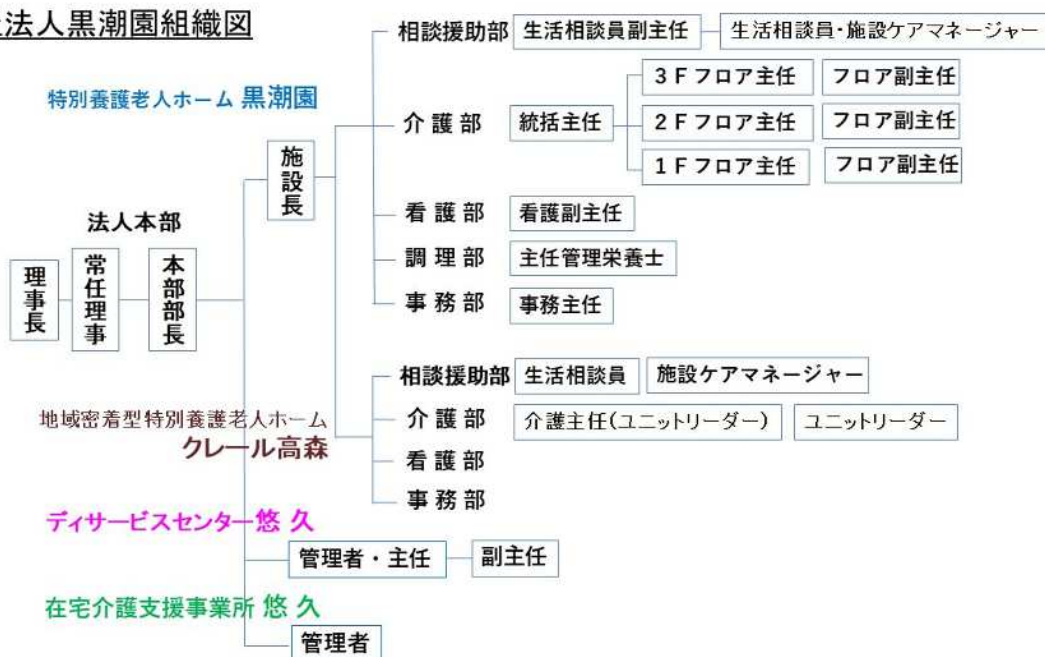 法人黒潮園組織図
相談援助部 生活相談員副主任 生活相談員・施設ケアマネージャー
特別養護老人ホーム 黒潮園
3Fフロア主任 フロア副主任
介護部 統括主任 2Fフロア主任 フロア副主任
1Fフロア主任 フロア副主任
施設長
看護部 看護副主任
法人本部
調理部 主任管理栄養士
理事長 常任理事 本部部長
事務部 事務主任
相談援助部 生活相談員 施設ケアマネージャー
地域密着型特別養護老人ホーム
クレール高森
介護部 介護主任(ユニットリーダー) ユニットリーダー
看護部
事務部
ディサービスセンター悠久
管理者・主任 副主任
在宅介護支援事業所 悠久
管理者